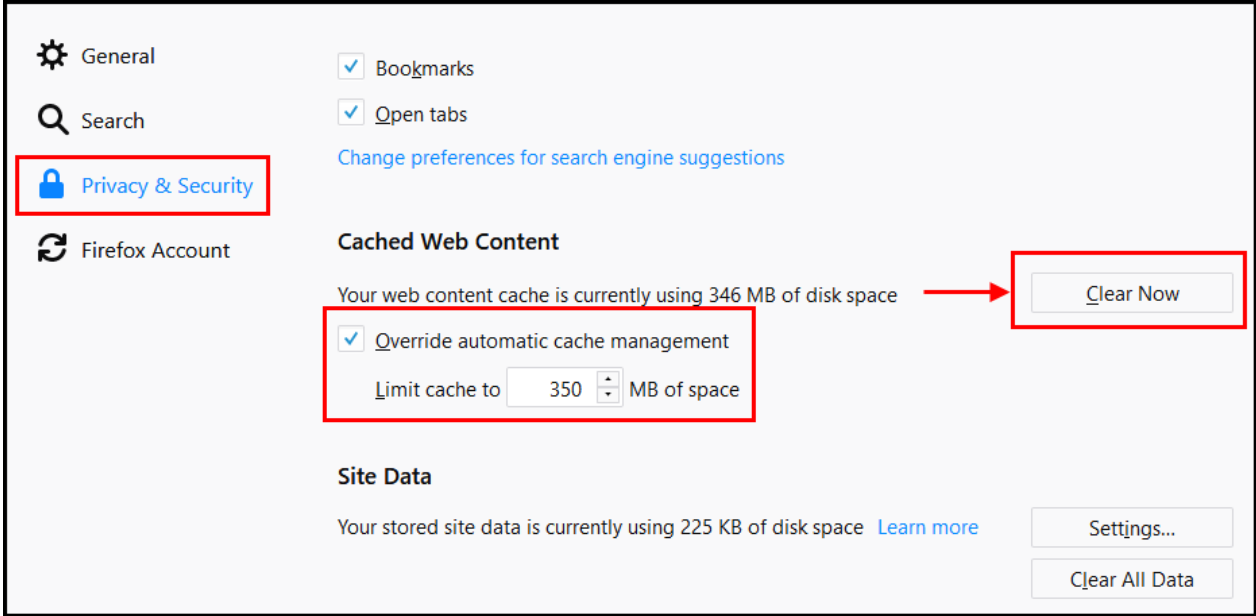 General
Search
Privacy & Security
Firefox Account
Bookmarks
Open tabs
Change preferences for search engine suggestions
Cached Web Content
Your web content cache is currently using 346 MB of disk space
Clear Now
Override automatic cache management
Limit cache to 350 MB of space
Site Data
Your stored site data is currently using 225 KB of disk space Learn more
Settings...
Clear All Data